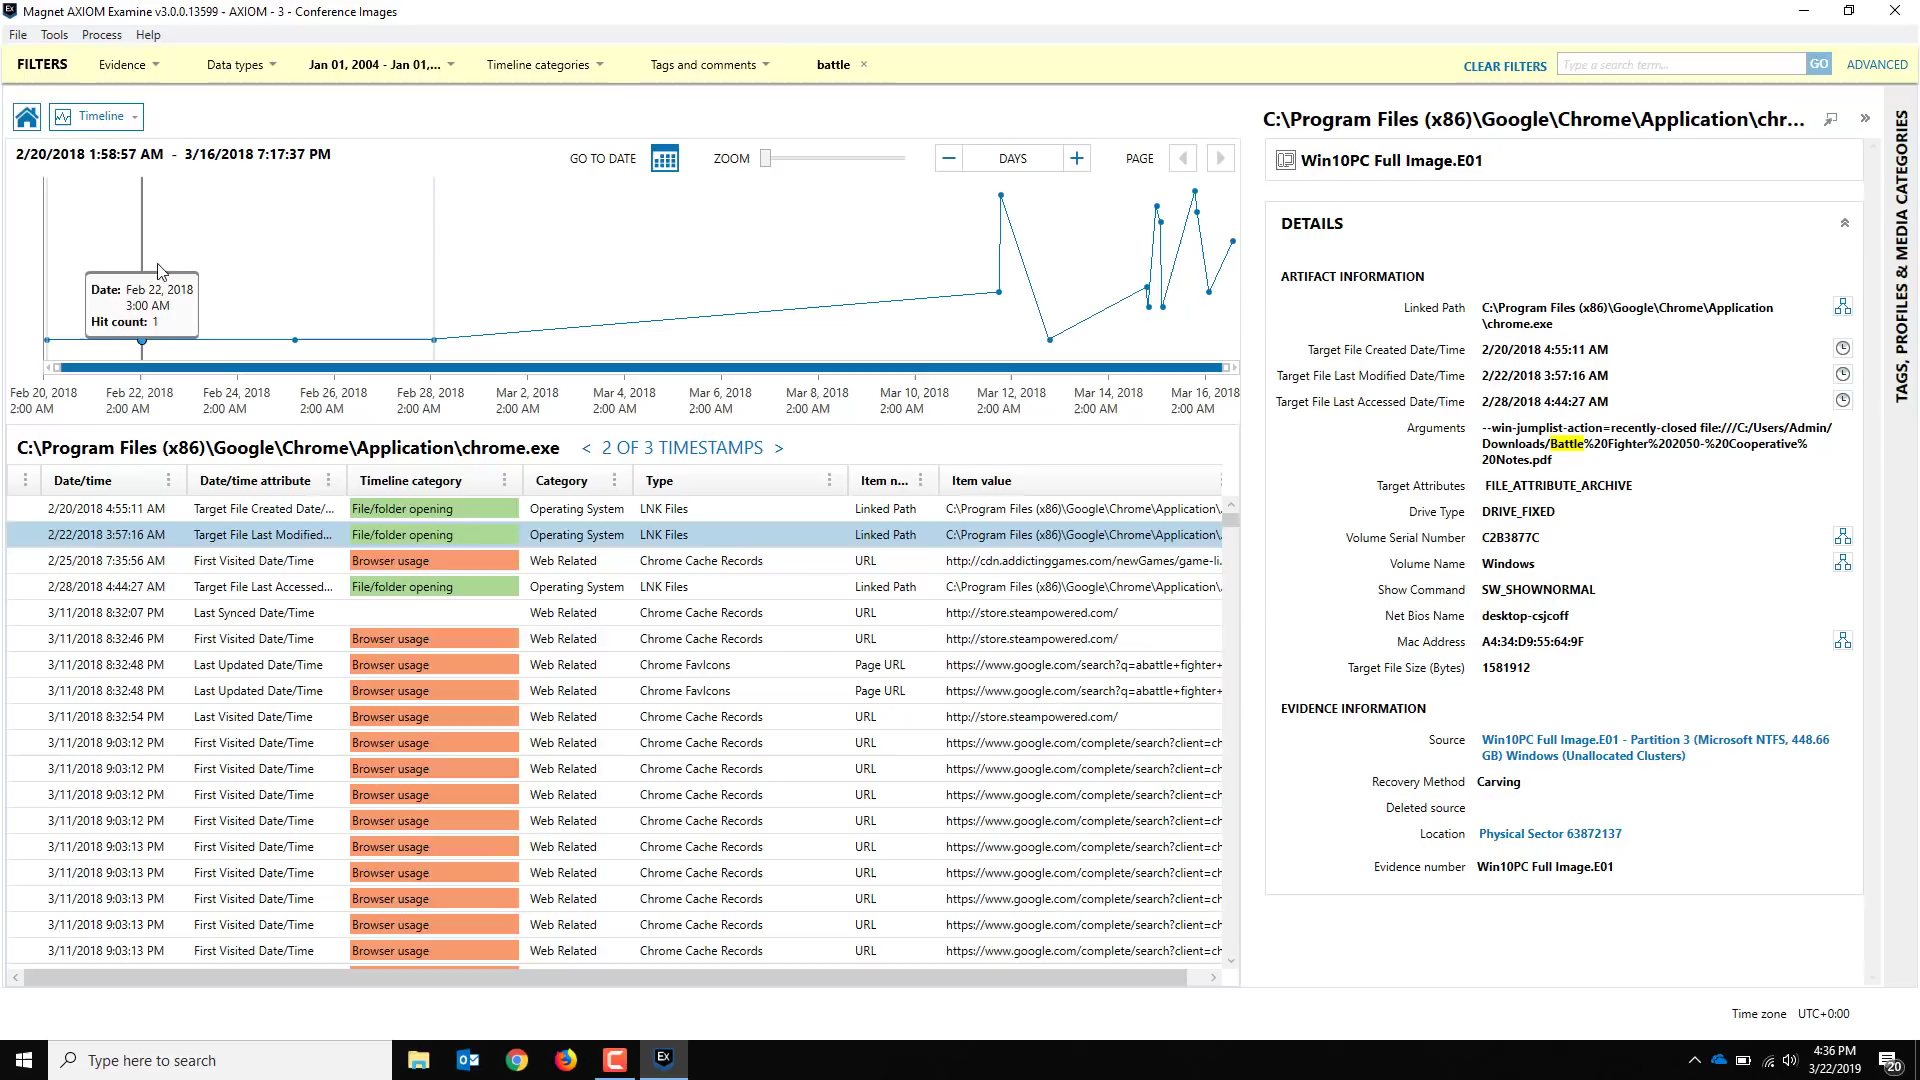 Magnet AXIOM Examine v3.0.0.13599 - AXIOM - 3 - Conference Images
File Tools Process Help
FILTERS Evidence Data types Jan 01, 2004 - Jan 01,... Timeline categories Tags and comments battle × CLEAR FILTERS Type a search term... GO ADVANCED
Timeline
2/20/2018 1:58:57 AM - 3/16/2018 7:17:37 PM
GO TO DATE ZOOM — DAYS + PAGE
Date: Feb 22, 2018
3:00 AM
Hit count: 1
Feb 20, 2018 Feb 22, 2018 Feb 24, 2018 Feb 26, 2018 Feb 28, 2018 Mar 2, 2018 Mar 4, 2018 Mar 6, 2018 Mar 8, 2018 Mar 10, 2018 Mar 12, 2018 Mar 14, 2018 Mar 16, 2018
2:00 AM 2:00 AM 2:00 AM 2:00 AM 2:00 AM 2:00 AM 2:00 AM 2:00 AM 2:00 AM 2:00 AM 2:00 AM 2:00 AM 2:00 AM
C:\Program Files (x86)\Google\Chrome\Application\chrome.exe < 2 OF 3 TIMESTAMPS >
Date/time Date/time attribute Timeline category Category Type Item n... Item value
2/20/2018 4:55:11 AM Target File Created Date/... File/folder opening Operating System LNK Files Linked Path C:\Program Files (x86)\Google\Chrome\Application\.
2/22/2018 3:57:16 AM Target File Last Modified... File/folder opening Operating System LNK Files Linked Path C:\Program Files (x86)\Google\Chrome\Application\.
2/25/2018 7:35:56 AM First Visited Date/Time Browser usage Web Related Chrome Cache Records URL http://cdn.addictinggames.com/newGames/game-li.
2/28/2018 4:44:27 AM Target File Last Accessed... File/folder opening Operating System LNK Files Linked Path C:\Program Files (x86)\Google\Chrome\Application\.
3/11/2018 8:32:07 PM Last Synced Date/Time Web Related Chrome Cache Records URL http://store.steampowered.com/
3/11/2018 8:32:46 PM First Visited Date/Time Browser usage Web Related Chrome Cache Records URL http://store.steampowered.com/
3/11/2018 8:32:48 PM Last Updated Date/Time Browser usage Web Related Chrome FavIcons Page URL https://www.google.com/search?q=abattle+fighter+
3/11/2018 8:32:48 PM Last Updated Date/Time Browser usage Web Related Chrome FavIcons Page URL https://www.google.com/search?q=abattle+fighter+
3/11/2018 8:32:54 PM Last Visited Date/Time Browser usage Web Related Chrome Cache Records URL http://store.steampowered.com/
3/11/2018 9:03:12 PM First Visited Date/Time Browser usage Web Related Chrome Cache Records URL https://www.google.com/complete/search?client=ch
3/11/2018 9:03:12 PM First Visited Date/Time Browser usage Web Related Chrome Cache Records URL https://www.google.com/complete/search?client=ch
3/11/2018 9:03:12 PM First Visited Date/Time Browser usage Web Related Chrome Cache Records URL https://www.google.com/complete/search?client=ch
3/11/2018 9:03:12 PM First Visited Date/Time Browser usage Web Related Chrome Cache Records URL https://www.google.com/complete/search?client=ch
3/11/2018 9:03:13 PM First Visited Date/Time Browser usage Web Related Chrome Cache Records URL https://www.google.com/complete/search?client=ch
3/11/2018 9:03:13 PM First Visited Date/Time Browser usage Web Related Chrome Cache Records URL https://www.google.com/complete/search?client=ch
3/11/2018 9:03:13 PM First Visited Date/Time Browser usage Web Related Chrome Cache Records URL https://www.google.com/complete/search?client=ch
3/11/2018 9:03:13 PM First Visited Date/Time Browser usage Web Related Chrome Cache Records URL https://www.google.com/complete/search?client=ch
3/11/2018 9:03:13 PM First Visited Date/Time Browser usage Web Related Chrome Cache Records URL https://www.google.com/complete/search?client=ch
C:\Program Files (x86)\Google\Chrome\Application\chr... »
Win10PC Full Image.E01
DETAILS
ARTIFACT INFORMATION
Linked Path C:\Program Files (x86)\Google\Chrome\Application
\chrome.exe
Target File Created Date/Time 2/20/2018 4:55:11 AM
Target File Last Modified Date/Time 2/22/2018 3:57:16 AM
Target File Last Accessed Date/Time 2/28/2018 4:44:27 AM
Arguments --win-jumplist-action=recently-closed file:///C:/Users/Admin/
Downloads/Battle%20Fighter%202050-%20Cooperative%
20Notes.pdf
Target Attributes FILE_ATTRIBUTE_ARCHIVE
Drive Type DRIVE_FIXED
Volume Serial Number C2B3877C
Volume Name Windows
Show Command SW_SHOWNORMAL
Net Bios Name desktop-csjcoff
Mac Address A4:34:D9:55:64:9F
Target File Size (Bytes) 1581912
EVIDENCE INFORMATION
Source Win10PC Full Image.E01 - Partition 3 (Microsoft NTFS, 448.66
GB) Windows (Unallocated Clusters)
Recovery Method Carving
Deleted source
Location Physical Sector 63872137
Evidence number Win10PC Full Image.E01
TAGS, PROFILES & MEDIA CATEGORIES
Time zone UTC+0:00
Type here to search
4:36 PM
3/22/2019
20